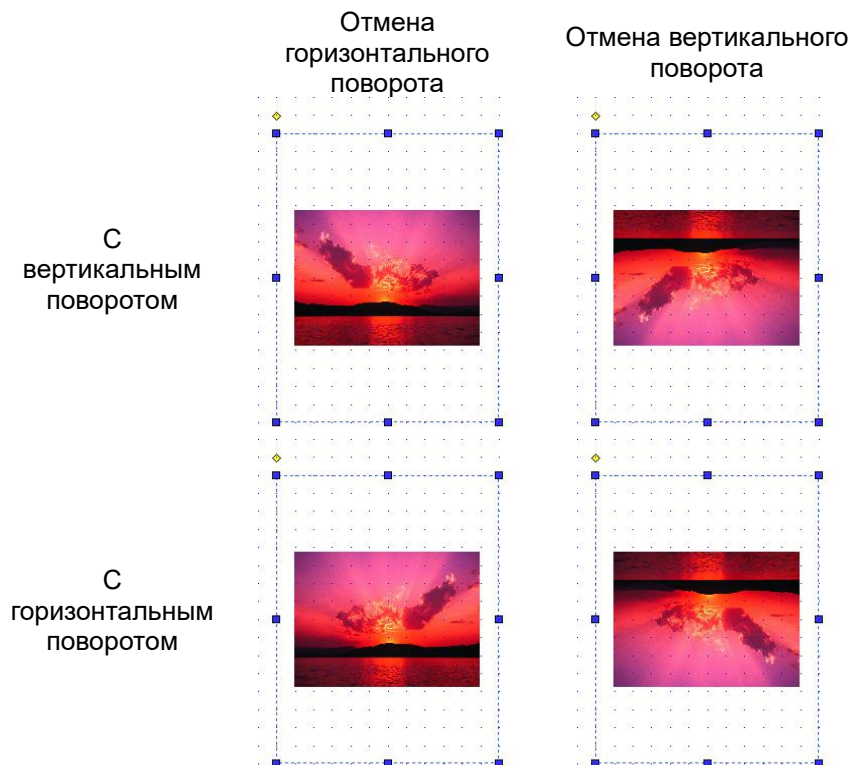 Отмена
горизонтального
поворота
Отмена вертикального
поворота
С
вертикальным
поворотом
С
горизонтальным
поворотом